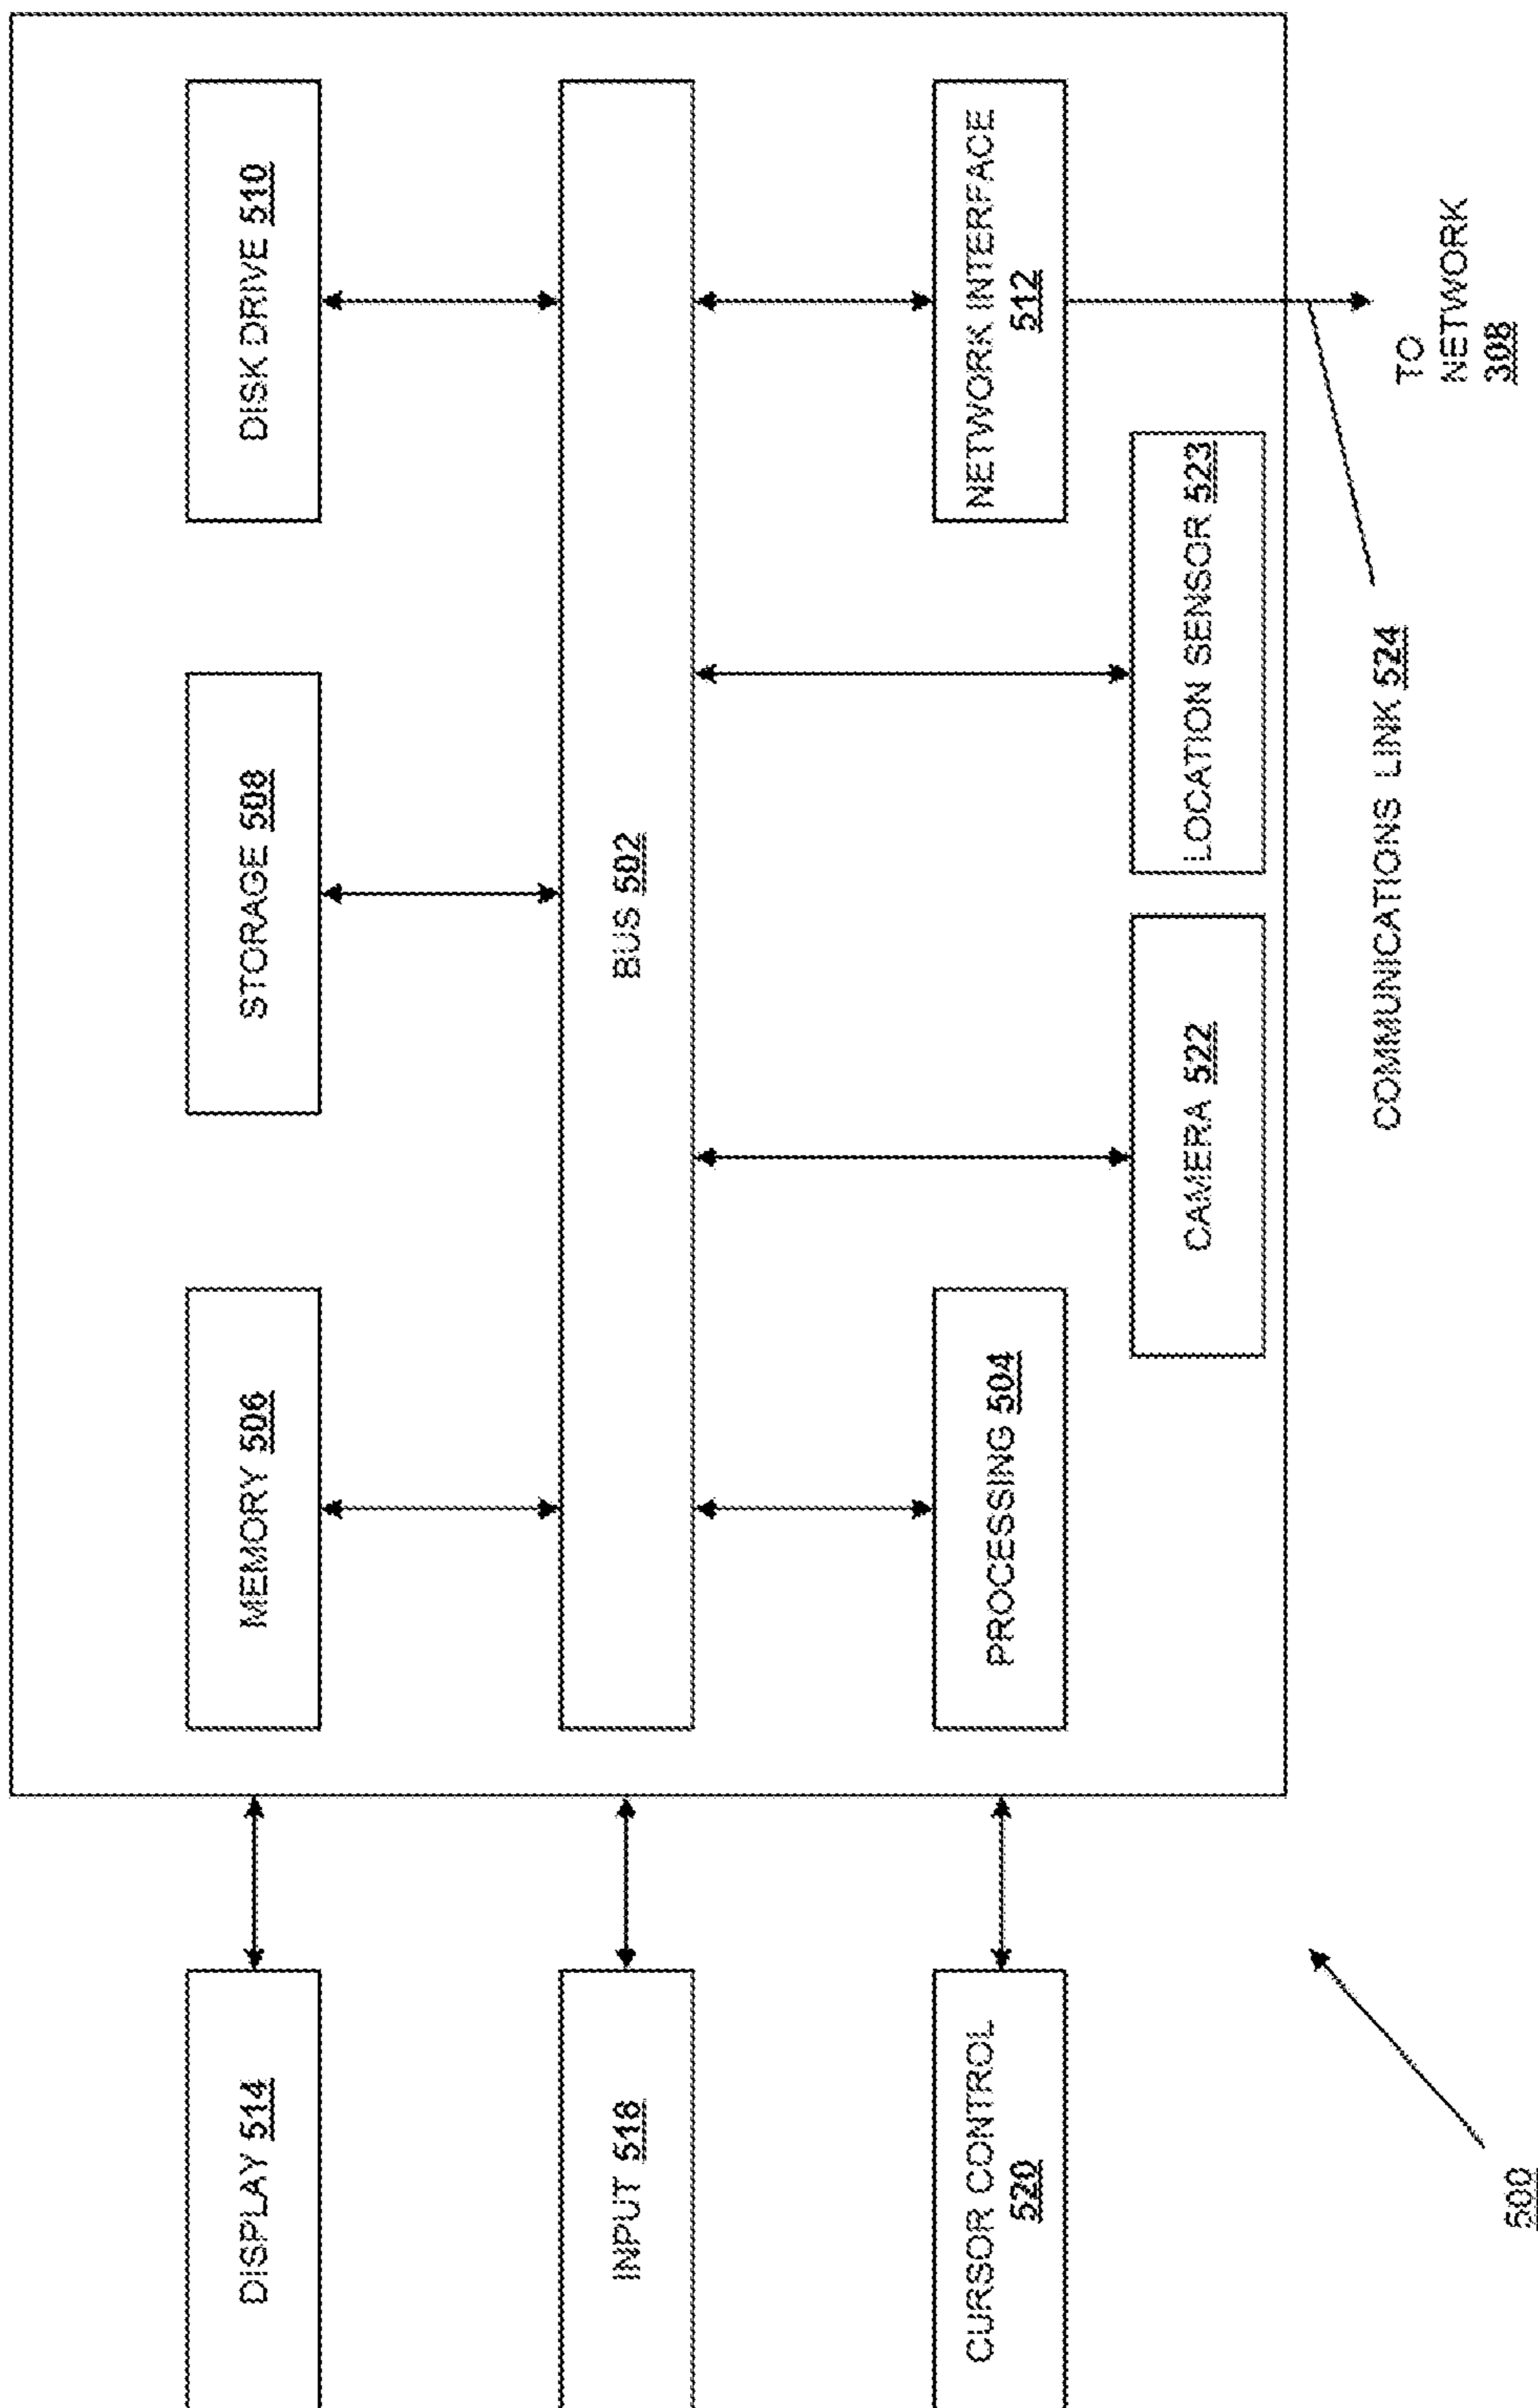 DISPLAY 514
MEMORY 506
STORAGE 508
DISK DRIVE 510
INPUT 518
BUS 502
CURSOR CONTROL
520
PROCESSING 504
NETWORK INTERFACE
512
CAMERA 522
LOCATION SENSOR 523
COMMUNICATIONS LINK 524
TO
NETWORK
308
500